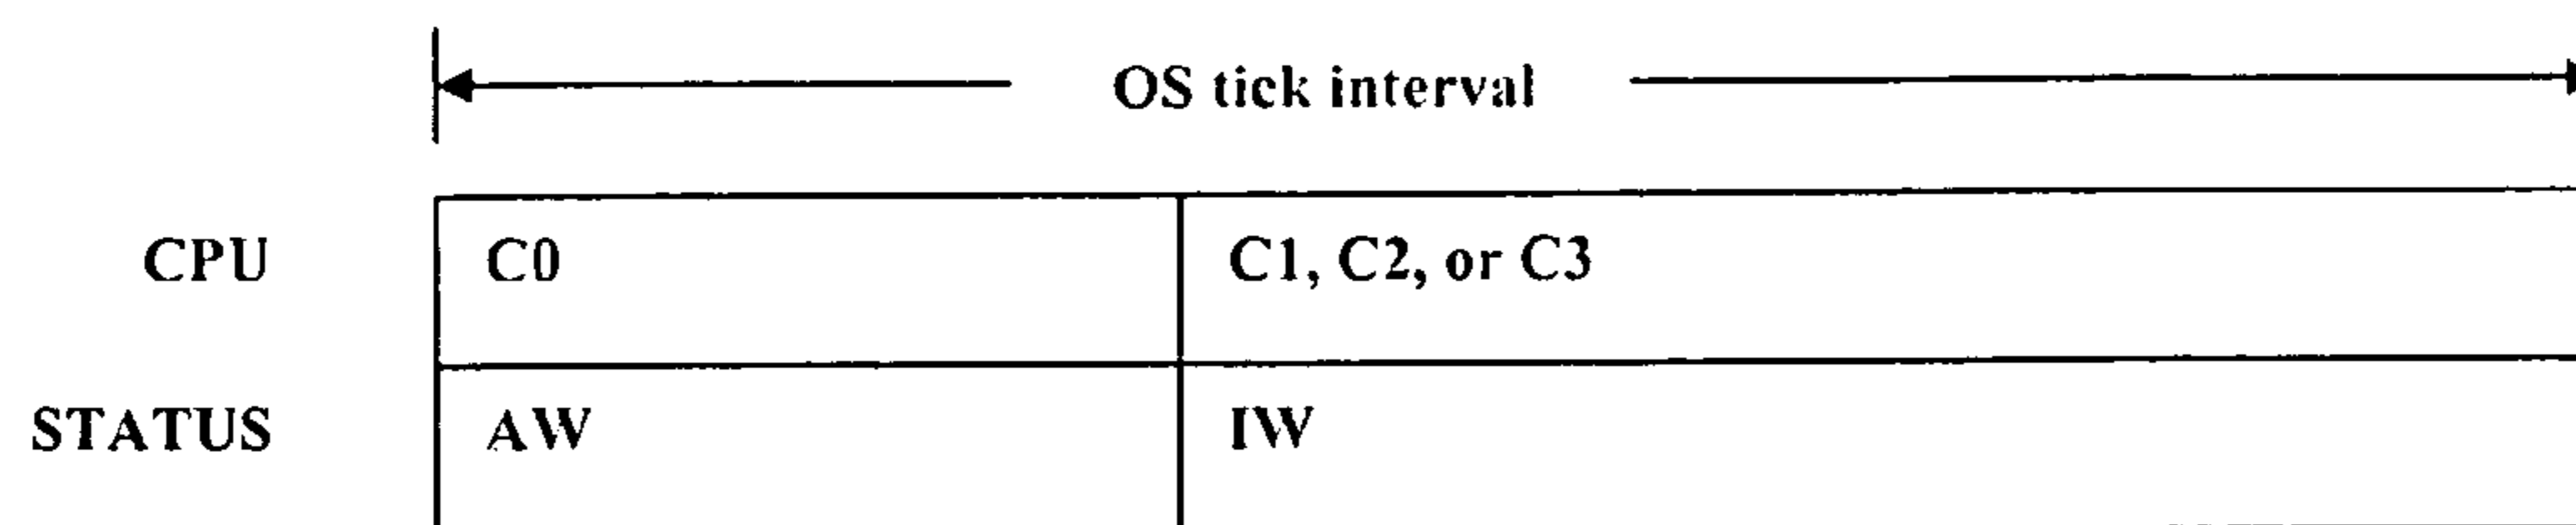 OS tick interval
CPU C0 C1, C2, or C3
STATUS AW IW